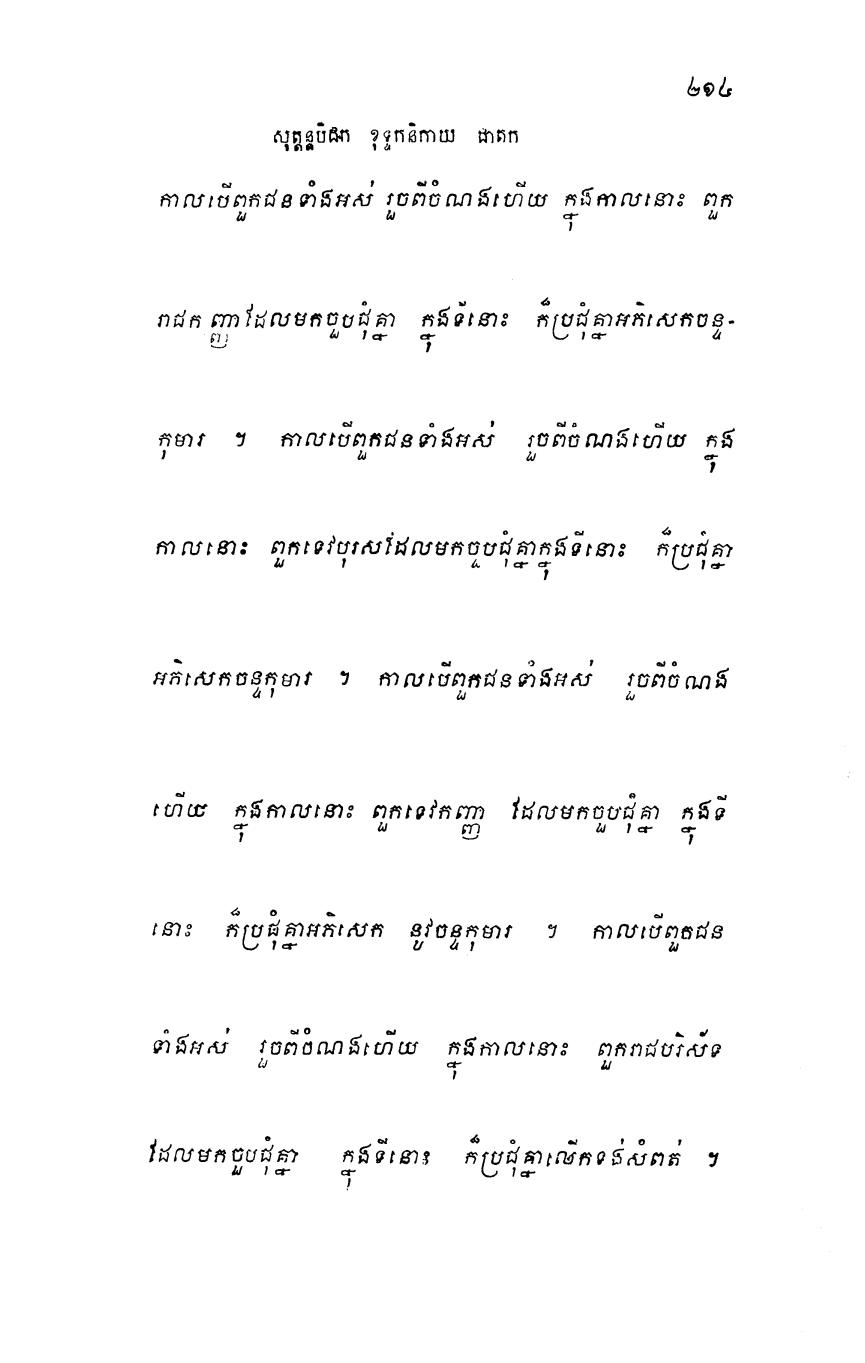 ២១៤
សុត្តន្តបិដក ខុទ្ទកនិកាយ ជាតក
កាលបើពួកជនទាំងអស់ រួចពីចំណងហើយ ក្នុងកាលនោះ ពួក
រាជកញ្ញាដែលមកចួបជុំគ្នា ក្នុងទីនោះ ក៏ប្រជុំគ្នាអភិសេកចន្ទ-
កុមារ ។ កាលបើពួកជនទាំងអស់ រួចពីចំណងហើយ ក្នុង
កាលនោះ ពួកទេវបុរសដែលមកចួបជុំគ្នាក្នុងទីនោះ ក៏ប្រជុំគ្នា
អភិសេកចន្ទកុមារ ។ កាលបើពួកជនទាំងអស់ រួចពីចំណង
ហើយ ក្នុងកាលនោះ ពួកទេវកញ្ញា ដែលមកចួបជុំគ្នា ក្នុងទី
នោះ ក៏ប្រជុំគ្នាអភិសេក នូវចន្ទកុមារ ។ កាលបើពួកជន
ទាំងអស់ រួចពីចំណងហើយ ក្នុងកាលនោះ ពួករាជបរិស័ទ
ដែលមកចួបជុំគ្នា ក្នុងទីនោះ ក៏ប្រជុំគ្នាលើកទង់សំពត់ ។